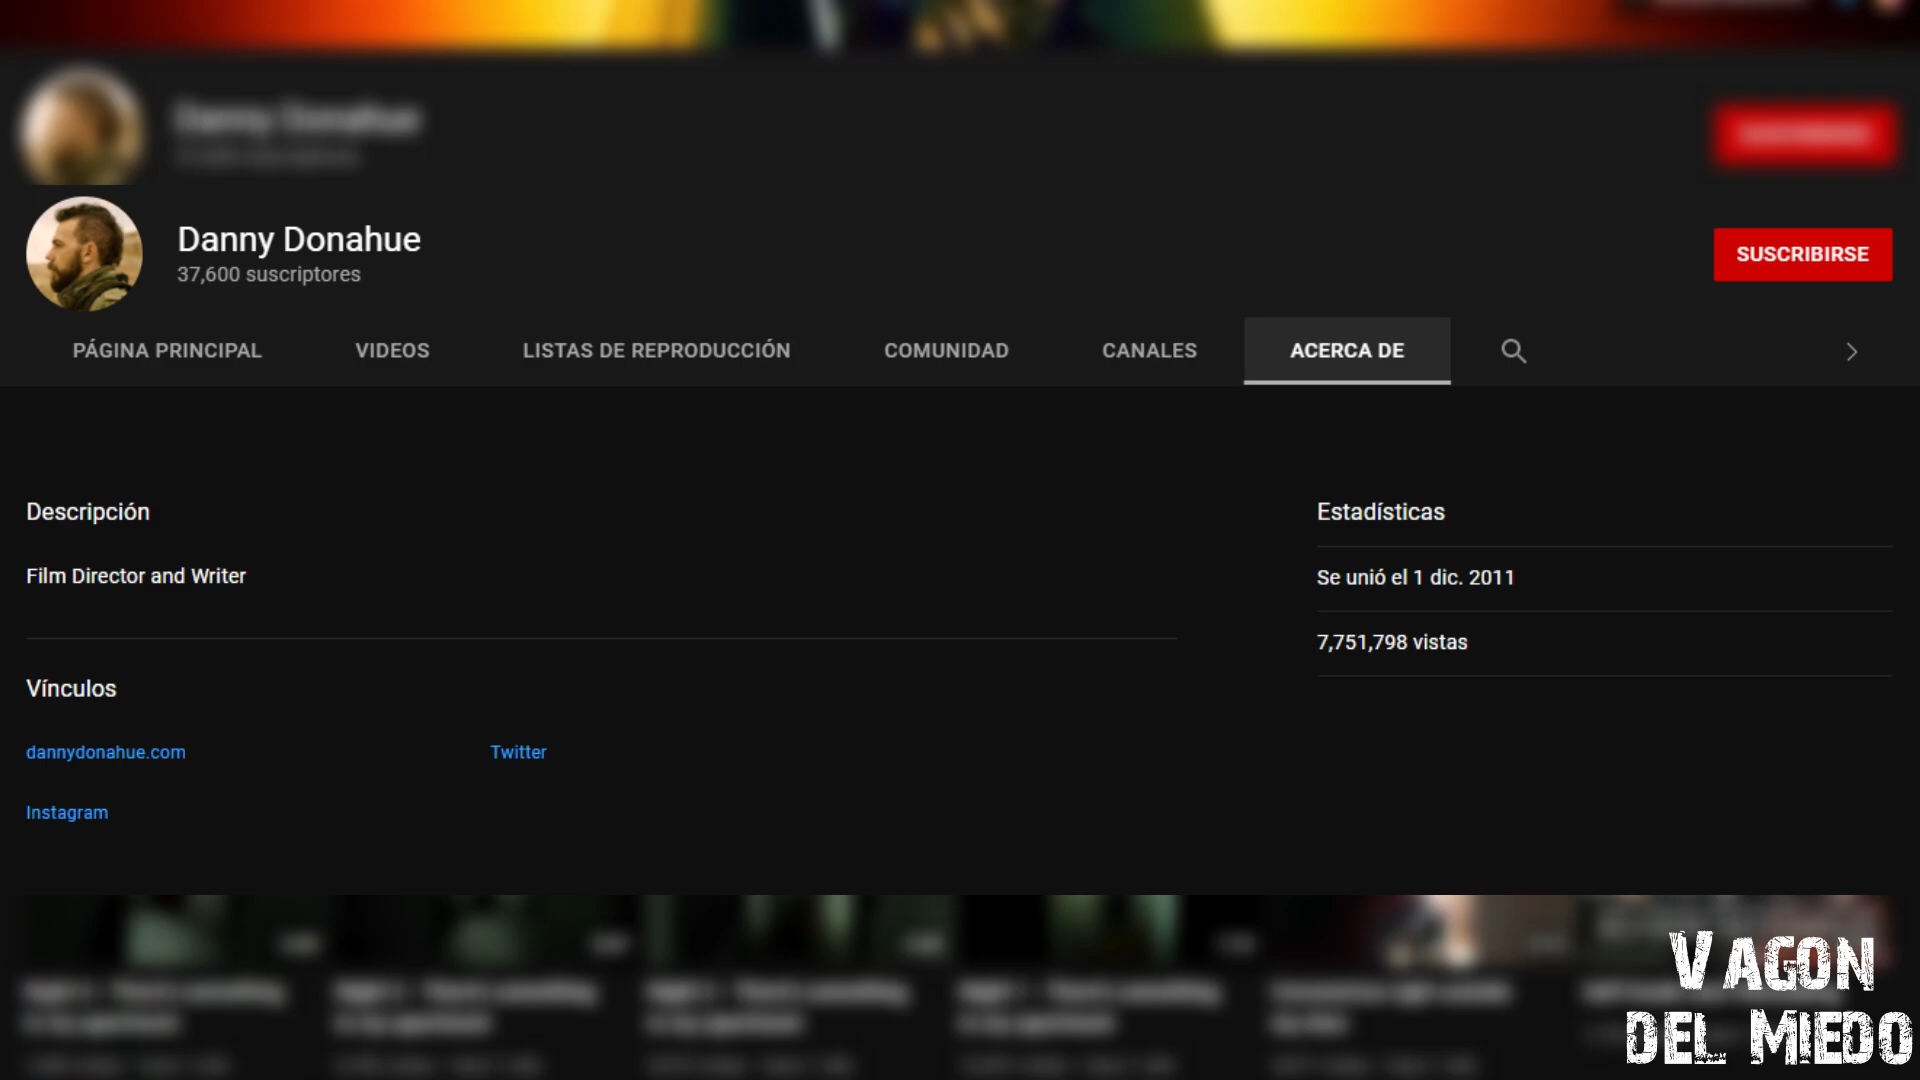 Danny Donahue
37,600 suscriptores
SUSCRIBIRSE
PÁGINA PRINCIPAL
VIDEOS
LISTAS DE REPRODUCCIÓN
COMUNIDAD
CANALES
ACERCA DE
Descripción
Film Director and Writer
Vínculos
dannydonahue.com
Twitter
Instagram
Estadísticas
Se unió el 1 dic. 2011
7,751,798 vistas
VAGON
DEL MIEDO